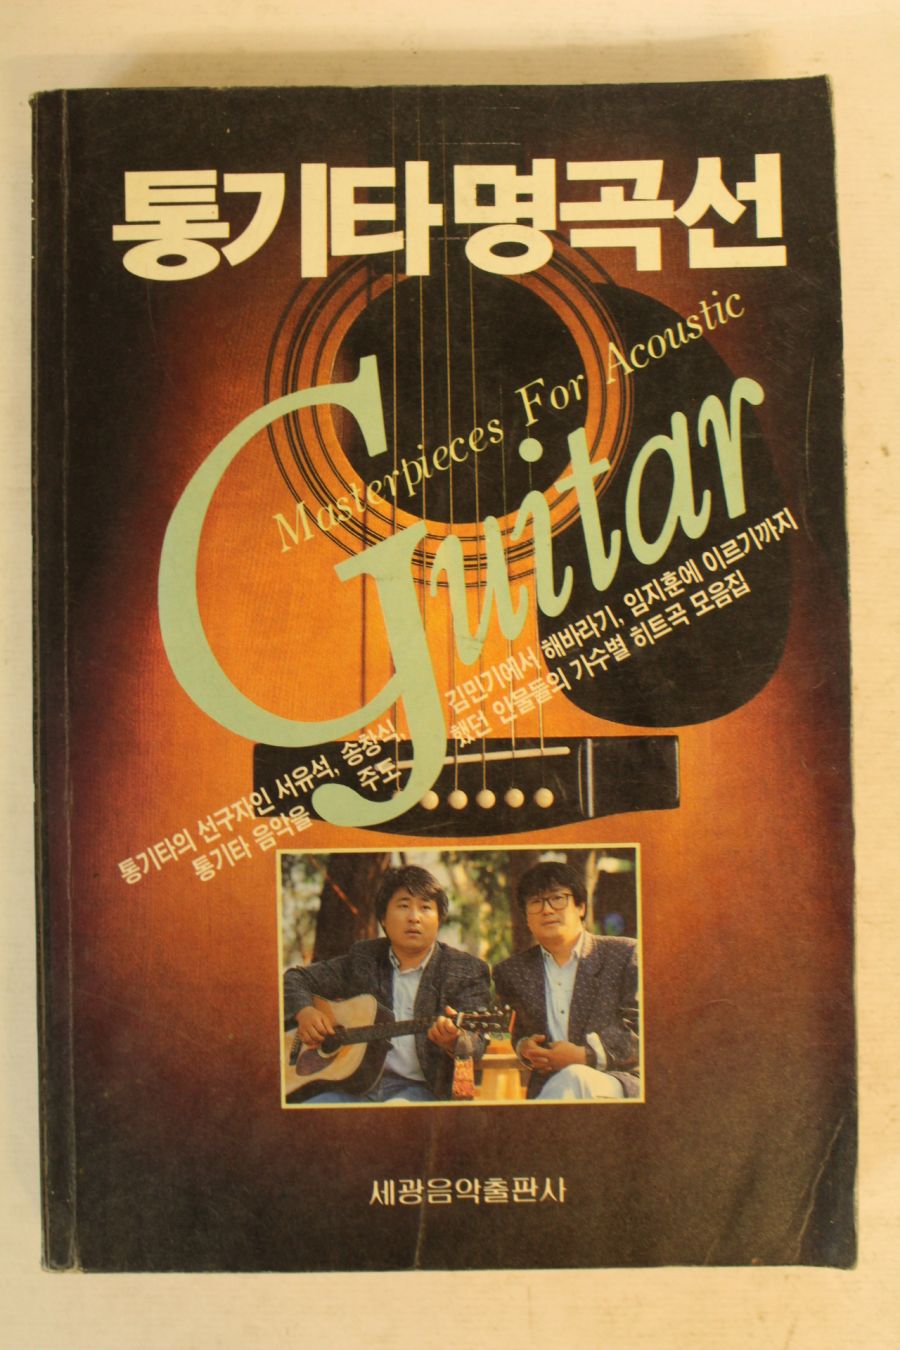 통기타 명곡선
Masterpieces For Acoustic
Guitar
통기타의 선구자인 서유석, 송창식, 김민기에서 해바라기, 임지훈에 이르기까지
통기타 음악을 주도했던 인물들의 가수별 히트곡 모음집
세광음악출판사